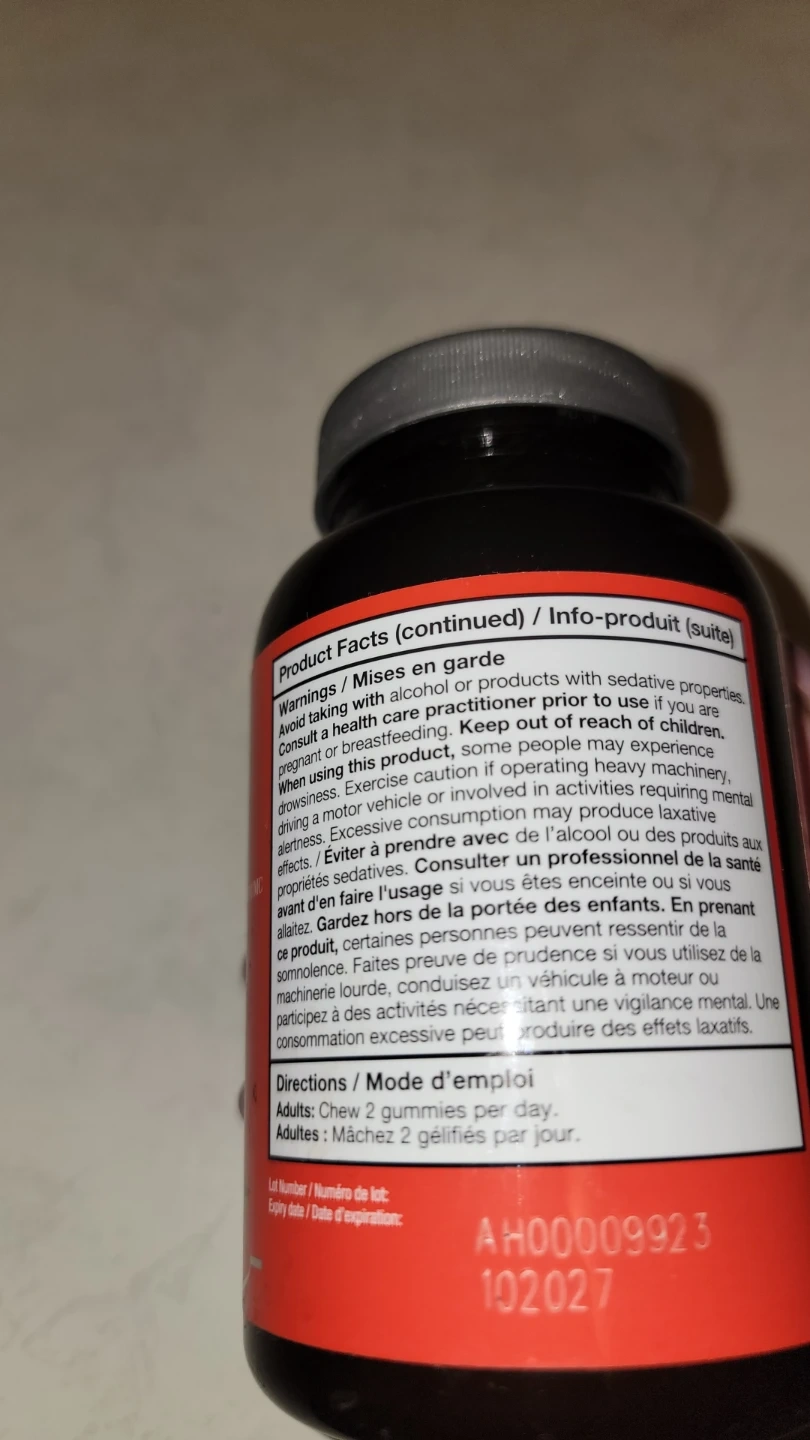 Product Facts (continued) / Info-produit (suite)
Warnings / Mises en garde
Avoid taking with alcohol or products with sedative properties.
Consult a health care practitioner prior to use if you are
pregnant or breastfeeding. Keep out of reach of children.
When using this product, some people may experience
drowsiness. Exercise caution if operating heavy machinery,
driving a motor vehicle or involved in activities requiring mental
alertness. Excessive consumption may produce laxative
effects. / Éviter à prendre avec de l'alcool ou des produits aux
propriétés sedatives. Consulter un professionnel de la santé
avant d'en faire l'usage si vous êtes enceinte ou si vous
allaitez. Gardez hors de la portée des enfants. En prenant
ce produit, certaines personnes peuvent ressentir de la
somnolence. Faites preuve de prudence si vous utilisez de la
machinerie lourde, conduisez un véhicule à moteur ou
participez à des activités nécessitant une vigilance mental. Une
consommation excessive peut produire des effets laxatifs.
Directions / Mode d'emploi
Adults: Chew 2 gummies per day.
Adultes : Mâchez 2 gélifiés par jour.
Lot Number / Numéro de lot:
Expiry date / Date d'expiration:
AH00009923
102027